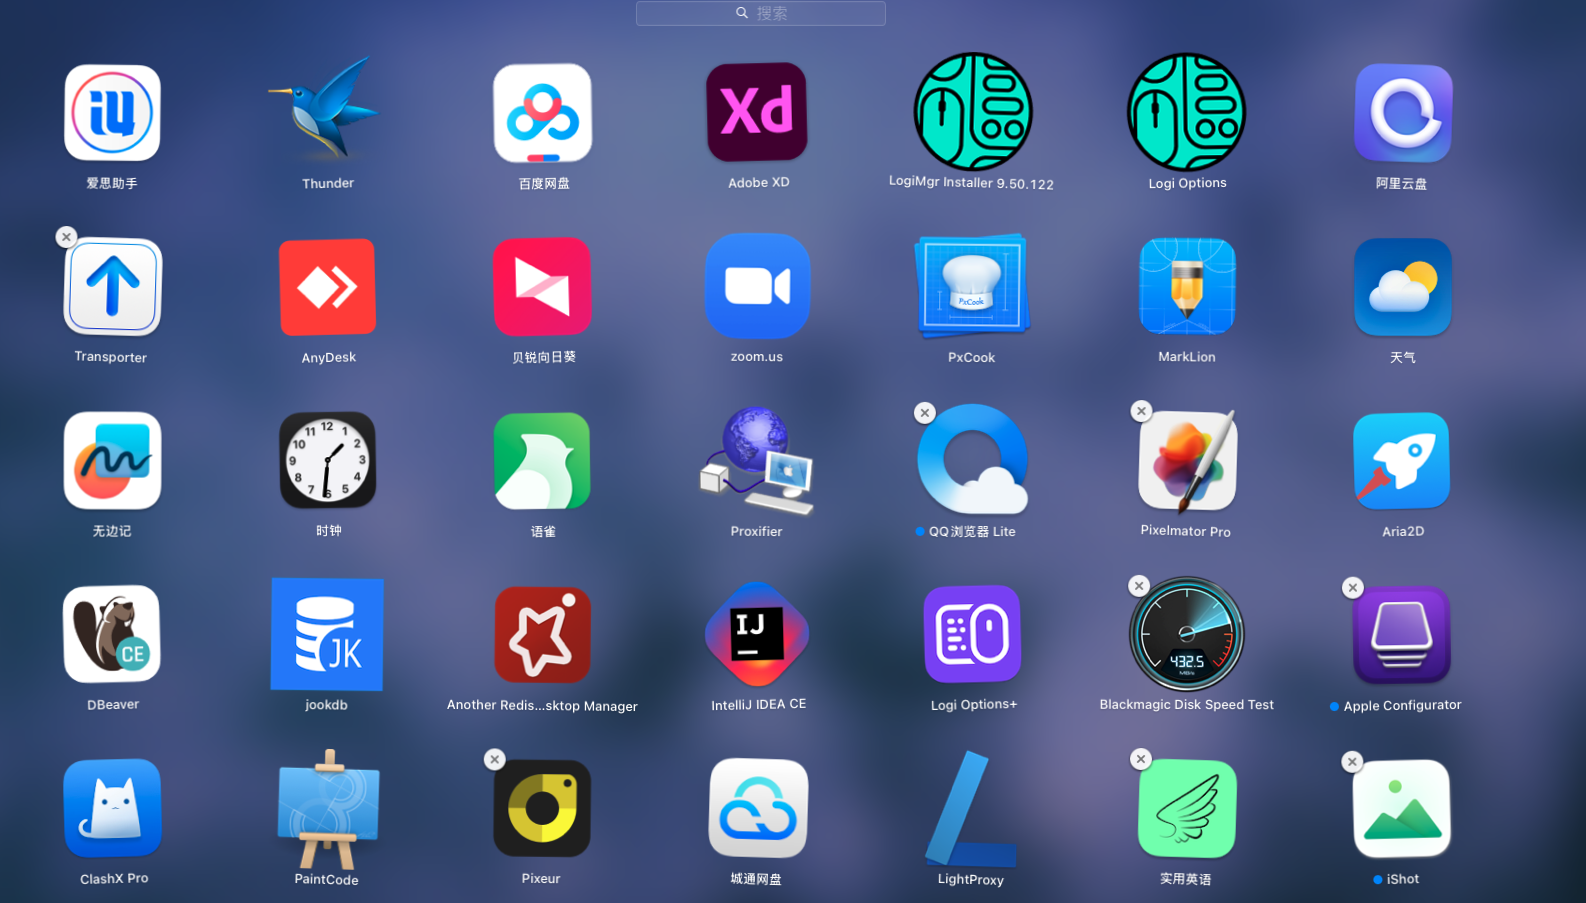 搜索
爱思助手
Thunder
百度网盘
Xd
Adobe XD
LogiMgr Installer 9.50.122
Logi Options
阿里云盘
Transporter
AnyDesk
贝锐向日葵
zoom.us
PxCook
PxCook
MarkLion
天气
无边记
12
1
2
3
4
5
6
7
8
9
10
11
时钟
语雀
Proxifier
QQ浏览器 Lite
Pixelmator Pro
Aria2D
CE
DBeaver
JK
jookdb
Another Redis...sktop Manager
IJ
IntelliJ IDEA CE
Logi Options+
432.5
MB/s
Blackmagic Disk Speed Test
Apple Configurator
ClashX Pro
PaintCode
Pixeur
城通网盘
LightProxy
实用英语
iShot